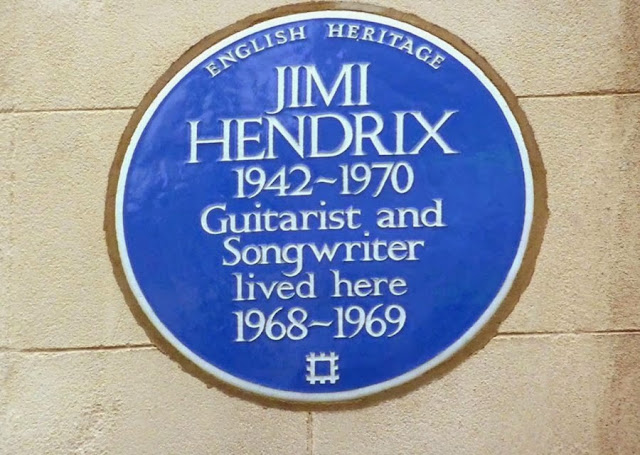 ENGLISH HERITAGE
JIMI
HENDRIX
1942~1970
Guitarist and
Songwriter
lived here
1968~1969